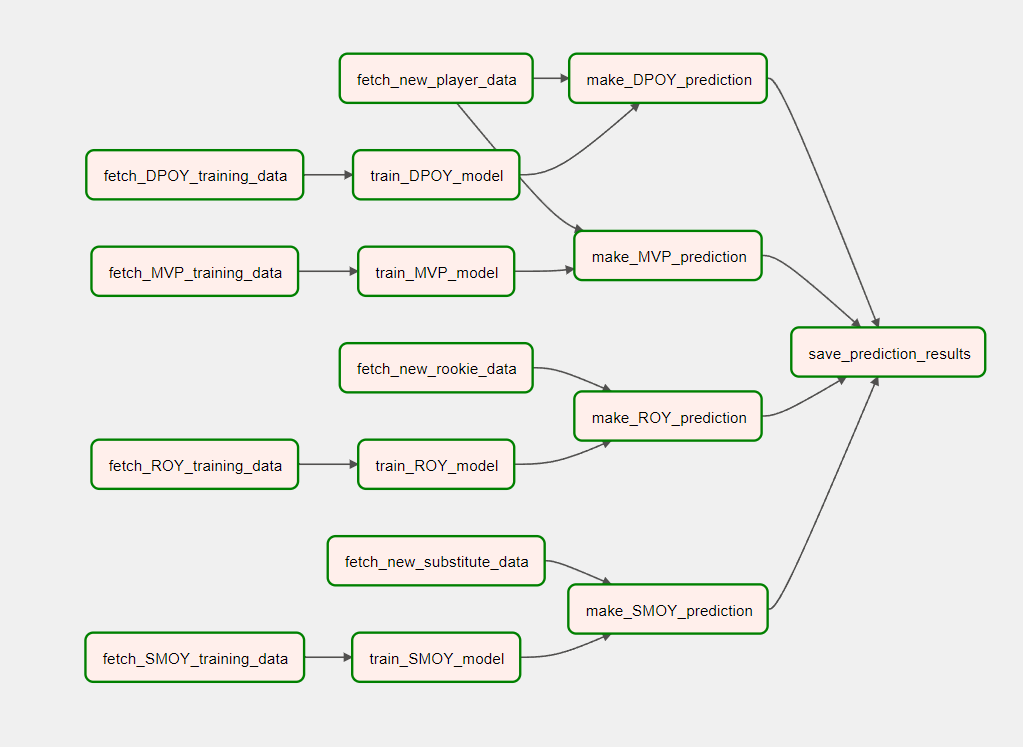 fetch_new_player_data
make_DPOY_prediction
fetch_DPOY_training_data
train_DPOY_model
make_MVP_prediction
fetch_MVP_training_data
train_MVP_model
save_prediction_results
fetch_new_rookie_data
make_ROY_prediction
fetch_ROY_training_data
train_ROY_model
fetch_new_substitute_data
make_SMOY_prediction
fetch_SMOY_training_data
train_SMOY_model